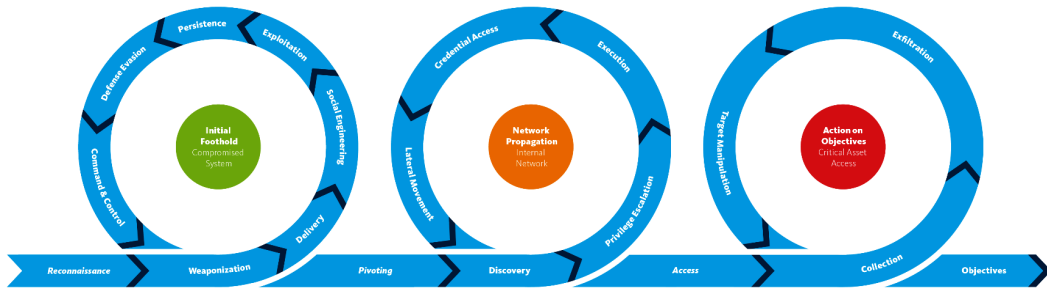 Reconnaissance
Weaponization
Delivery
Social Engineering
Exploitation
Persistence
Defense Evasion
Command & Control
Initial
Foothold
Compromised
System
Pivoting
Discovery
Privilege Escalation
Execution
Credential Access
Lateral Movement
Network
Propagation
Internal
Network
Access
Collection
Exfiltration
Target Manipulation
Action on
Objectives
Critical Asset
Access
Objectives